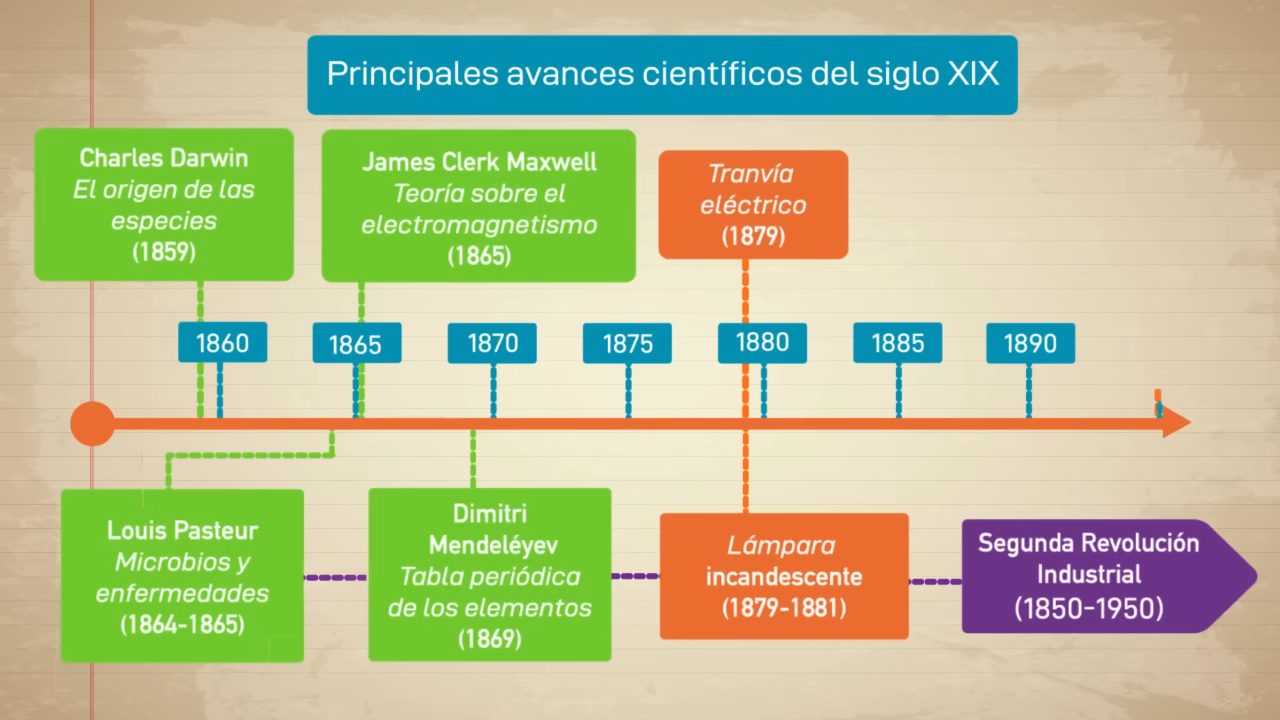 Principales avances científicos del siglo XIX
Charles Darwin
El origen de las
especies
(1859)
James Clerk Maxwell
Teoría sobre el
electromagnetismo
(1865)
Tranvía
eléctrico
(1879)
1860
1865
1870
1875
1880
1885
1890
Louis Pasteur
Microbios y
enfermedades
(1864-1865)
Dimitri
Mendeléyev
Tabla periódica
de los elementos
(1869)
Lámpara
incandescente
(1879-1881)
Segunda Revolución
Industrial
(1850-1950)